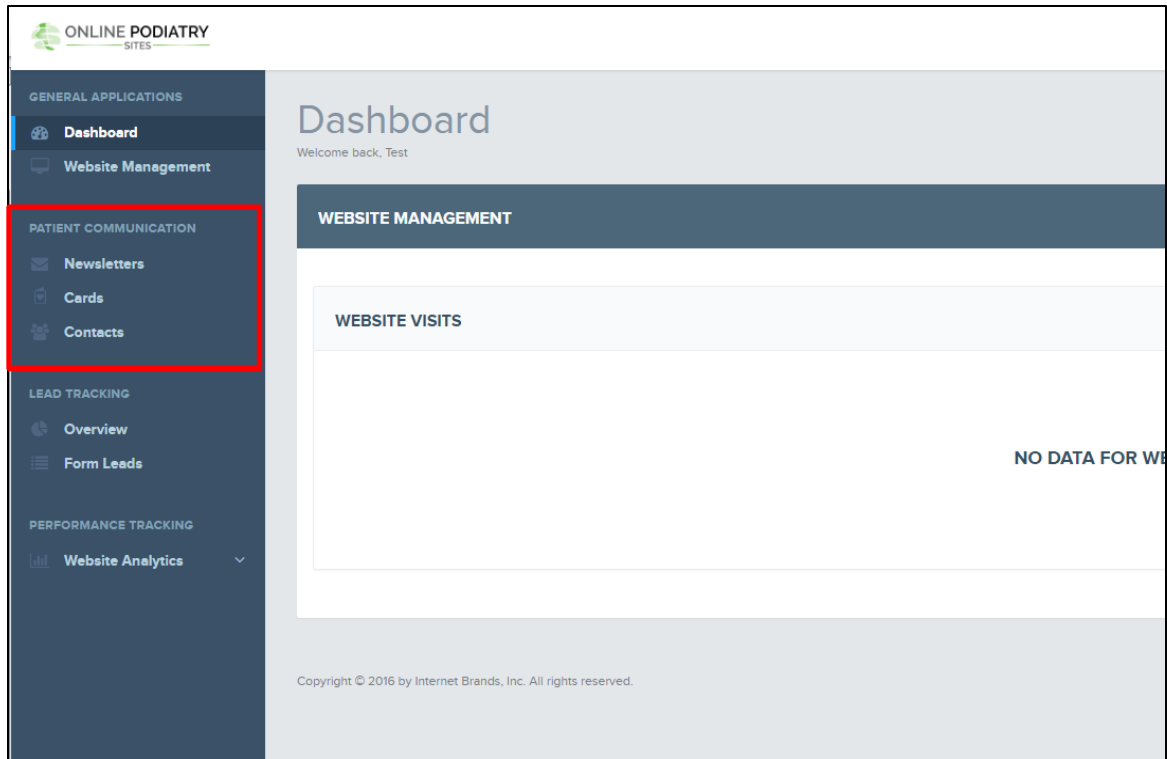 ONLINE PODIATRY
SITES
GENERAL APPLICATIONS
Dashboard
Website Management
PATIENT COMMUNICATION
Newsletters
Cards
Contacts
LEAD TRACKING
Overview
Form Leads
PERFORMANCE TRACKING
Website Analytics
Dashboard
Welcome back, Test
WEBSITE MANAGEMENT
WEBSITE VISITS
NO DATA FOR
Copyright © 2016 by Internet Brands, Inc. All rights reserved.